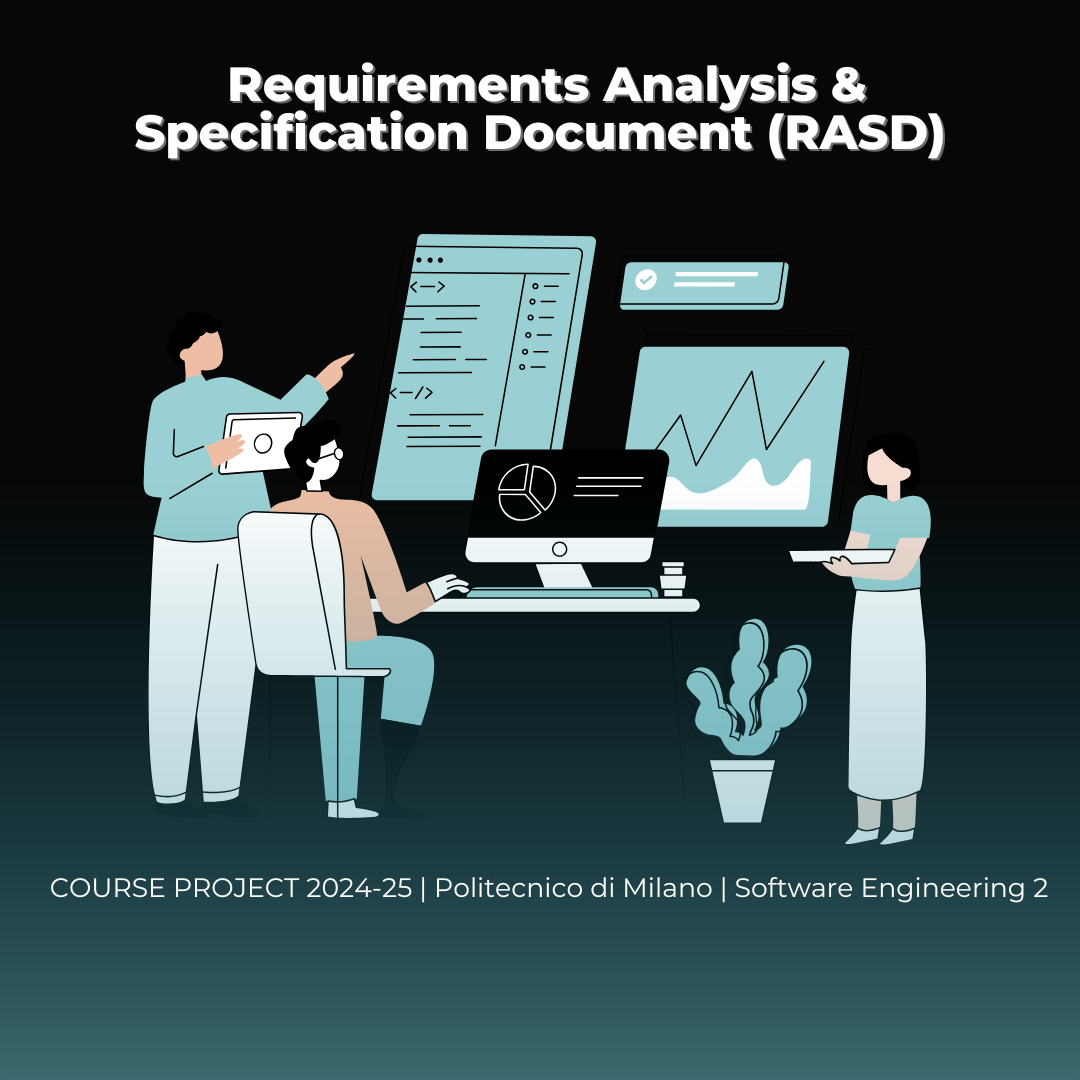 Requirements Analysis &
Specification Document (RASD)
<—>
<—/>
COURSE PROJECT 2024-25 | Politecnico di Milano | Software Engineering 2